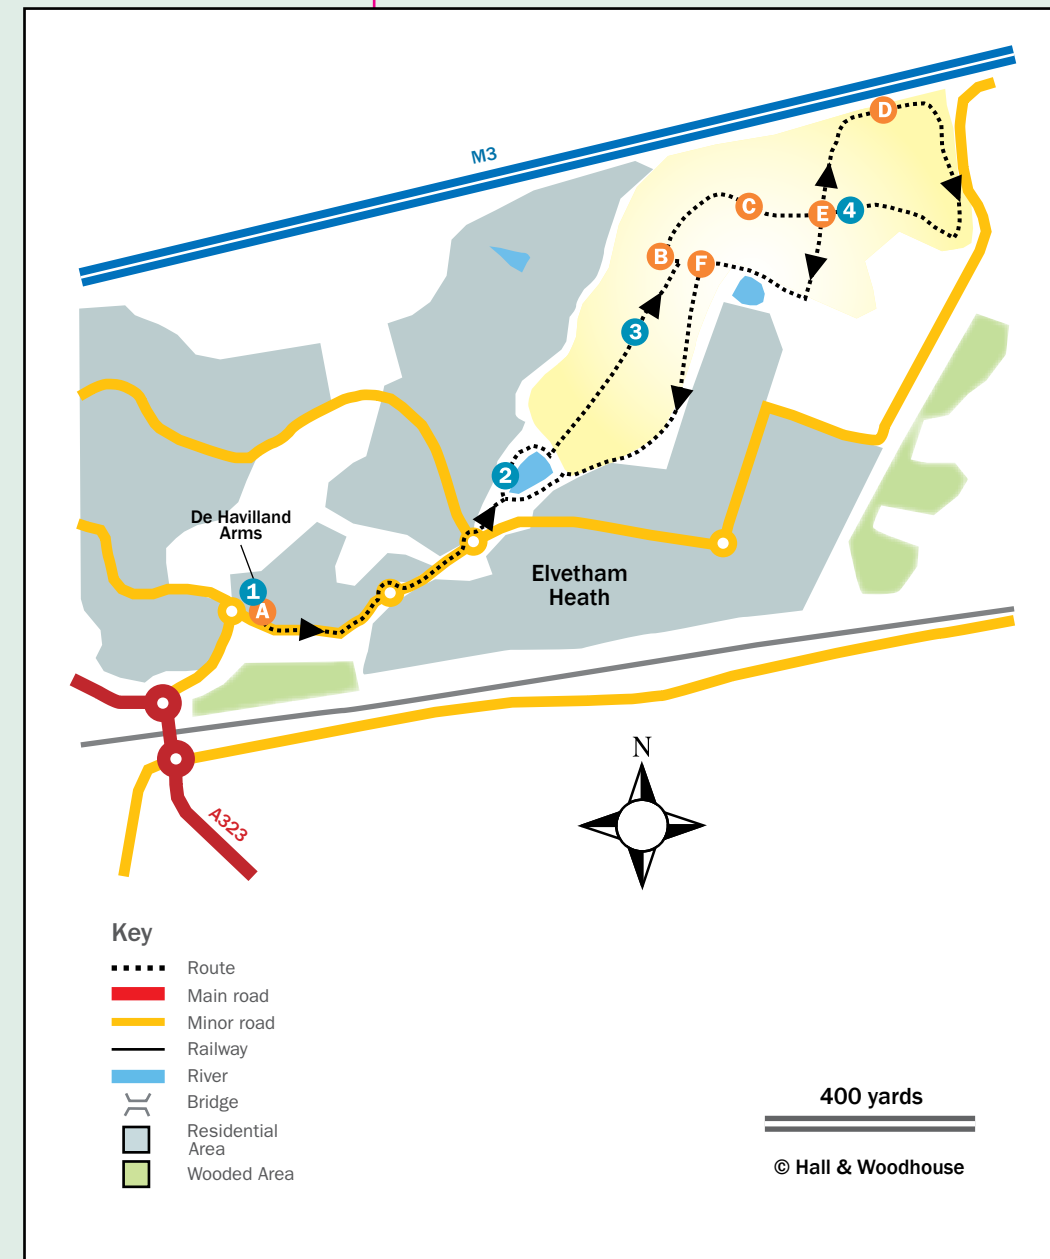 M3
D
C
E
4
B
F
3
2
De Havilland
Arms
1
A
Elvetham
Heath
N
A323
Key
Route
Main road
Minor road
Railway
River
Bridge
Residential
Area
Wooded Area
400 yards
© Hall & Woodhouse